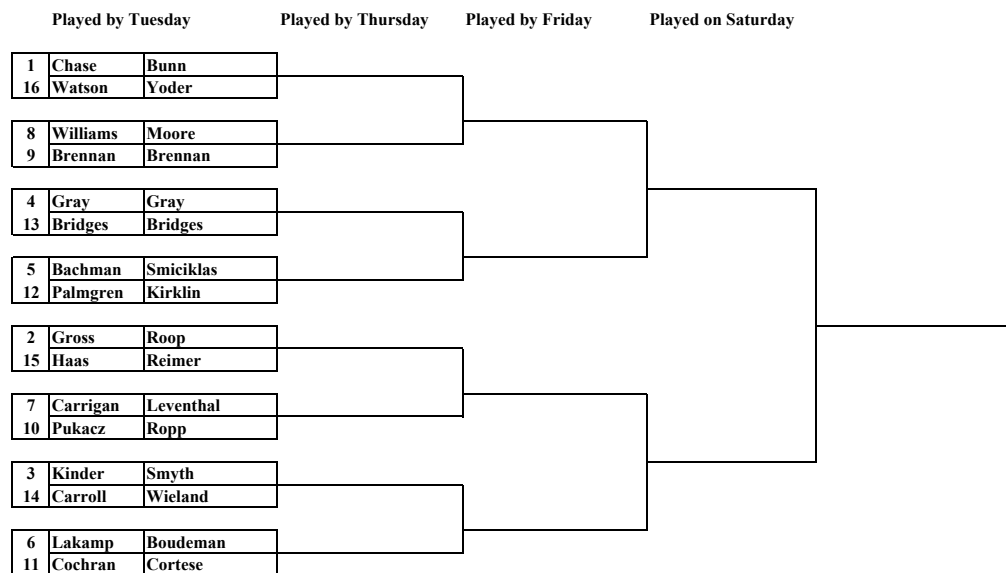 Played by Tuesday Played by Thursday Played by Friday Played on Saturday
1 Chase Bunn
16 Watson Yoder
8 Williams Moore
9 Brennan Brennan
4 Gray Gray
13 Bridges Bridges
5 Bachman Smiciklas
12 Palmgren Kirklin
2 Gross Roop
15 Haas Reimer
7 Carrigan Leventhal
10 Pukacz Ropp
3 Kinder Smyth
14 Carroll Wieland
6 Lakamp Boudeman
11 Cochran Cortese